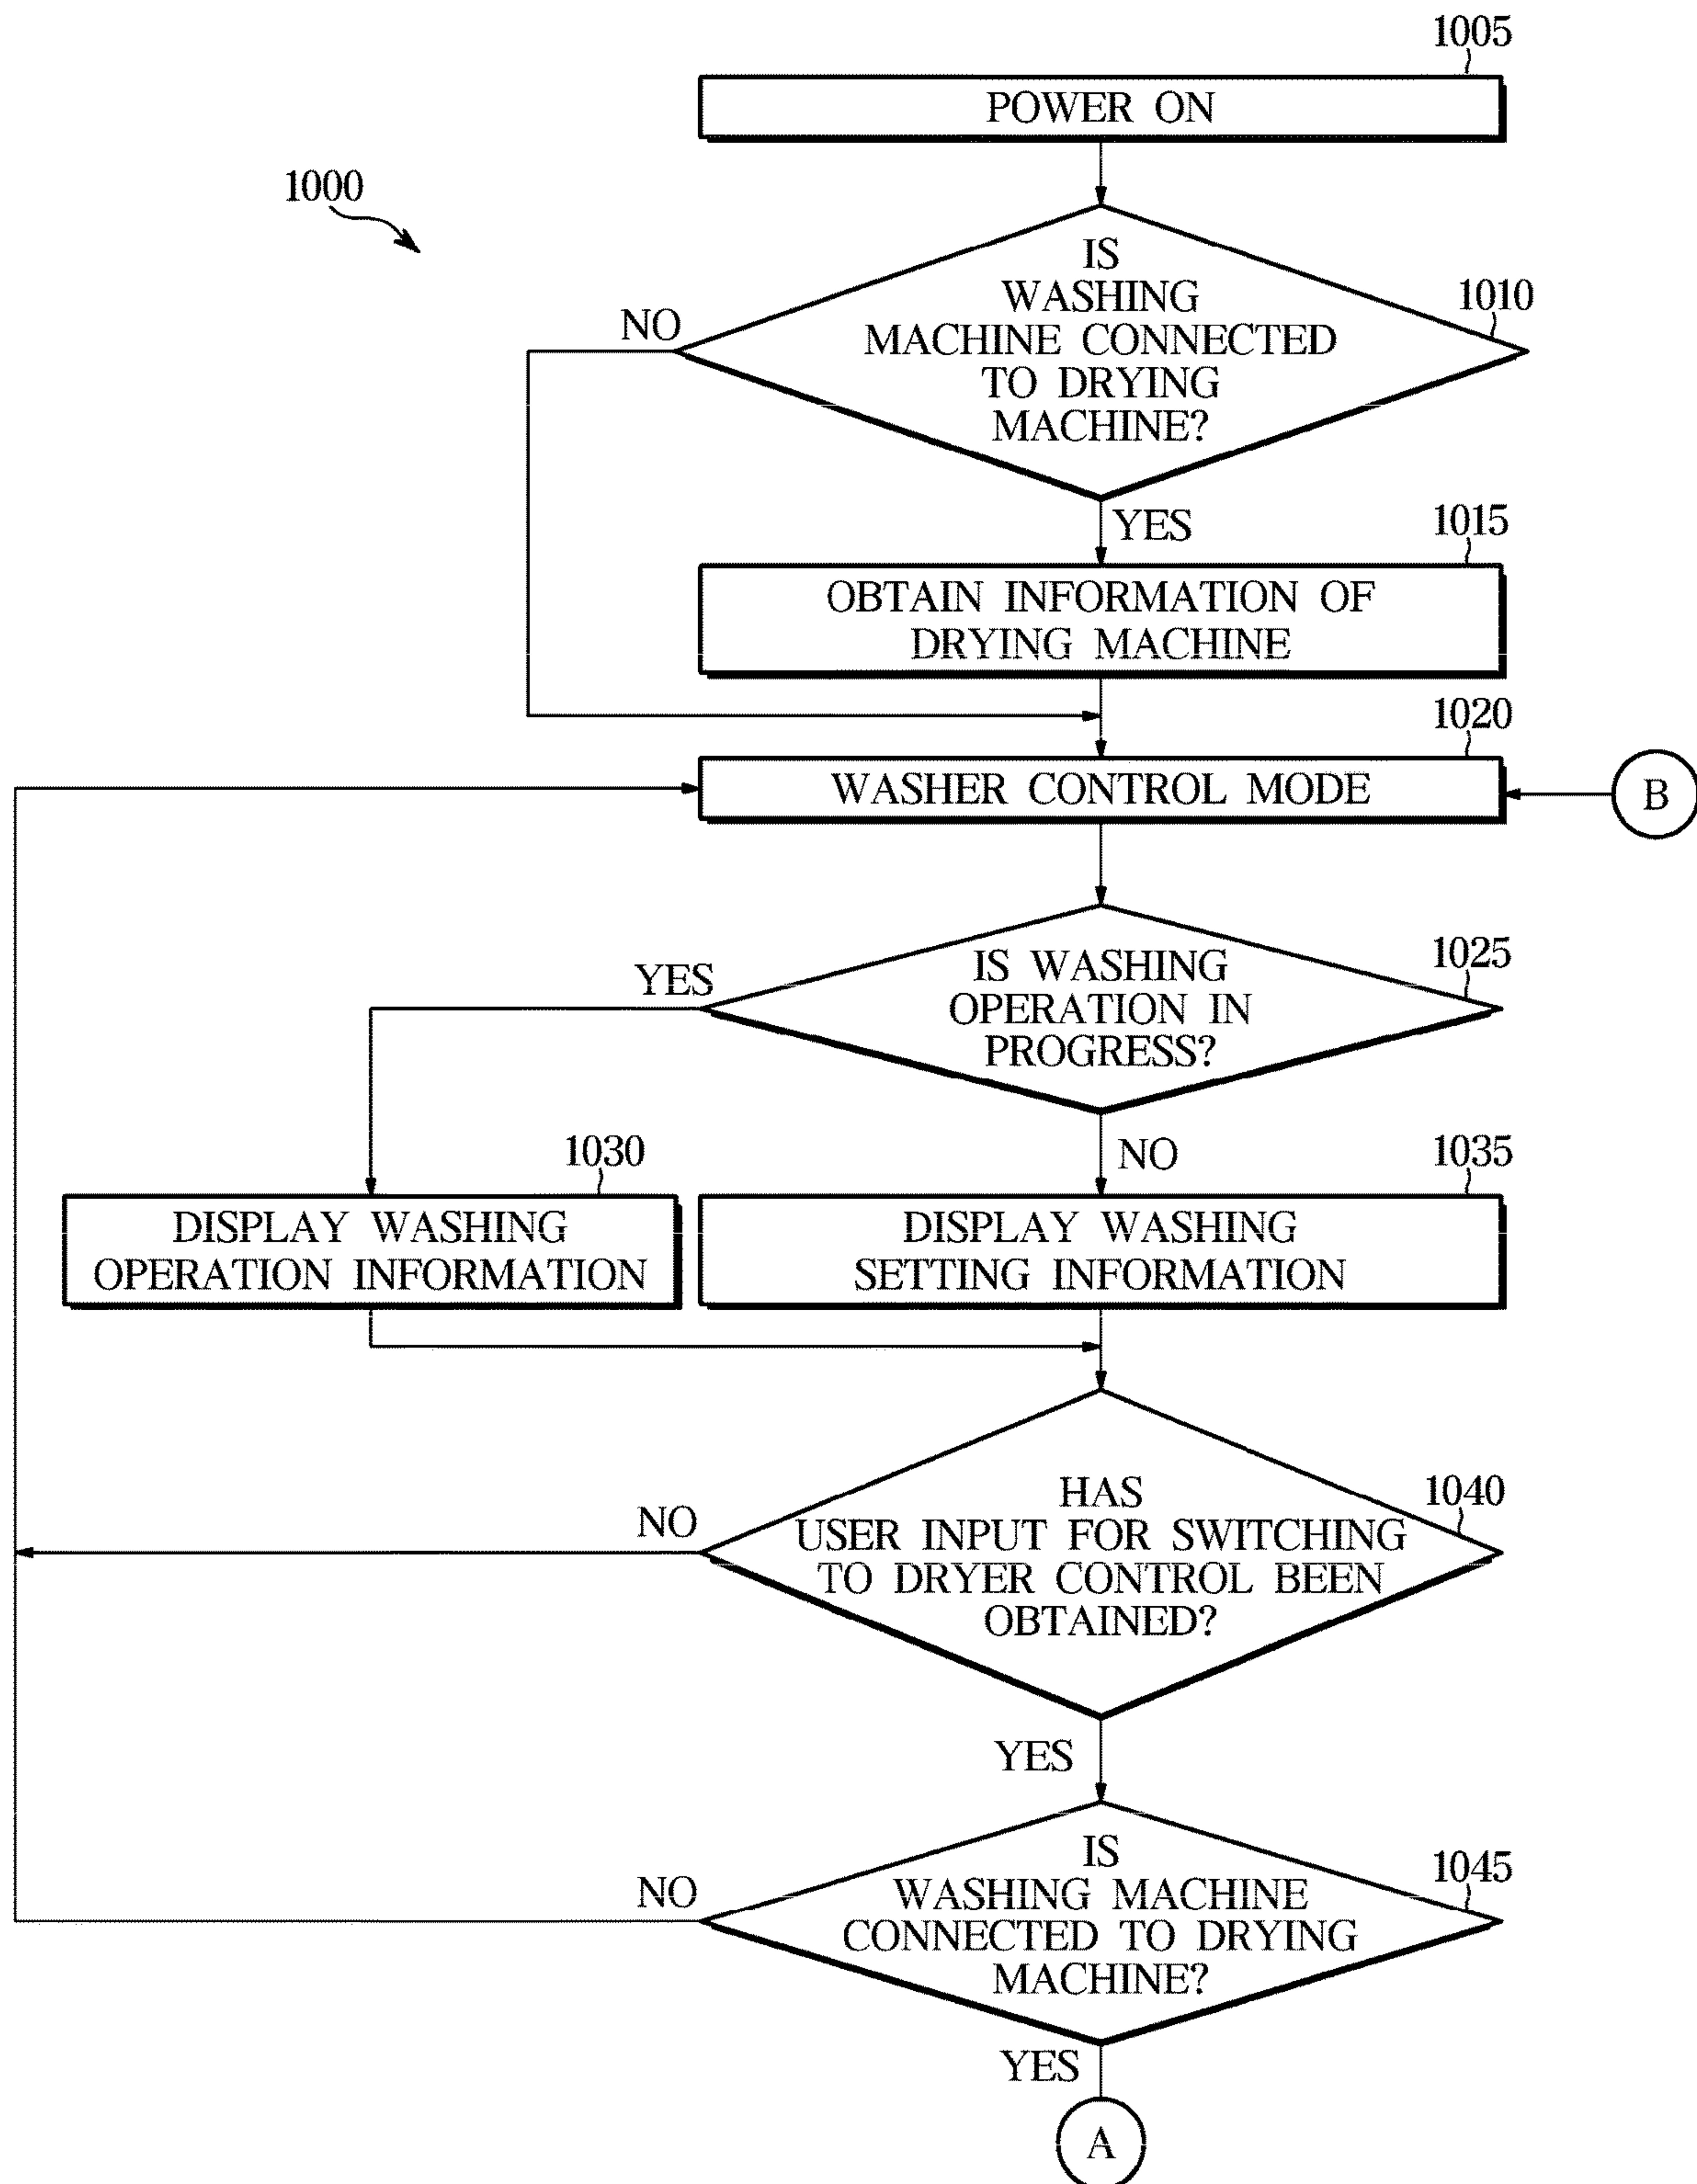 1005
POWER ON
1000
IS
WASHING
MACHINE CONNECTED
TO DRYING
MACHINE?
1010
NO
YES
1015
OBTAIN INFORMATION OF
DRYING MACHINE
1020
WASHER CONTROL MODE
B
IS WASHING
OPERATION IN
PROGRESS?
1025
YES
NO
1030
DISPLAY WASHING
OPERATION INFORMATION
1035
DISPLAY WASHING
SETTING INFORMATION
HAS
USER INPUT FOR SWITCHING
TO DRYER CONTROL BEEN
OBTAINED?
1040
NO
YES
IS
WASHING MACHINE
CONNECTED TO DRYING
MACHINE?
1045
NO
YES
A